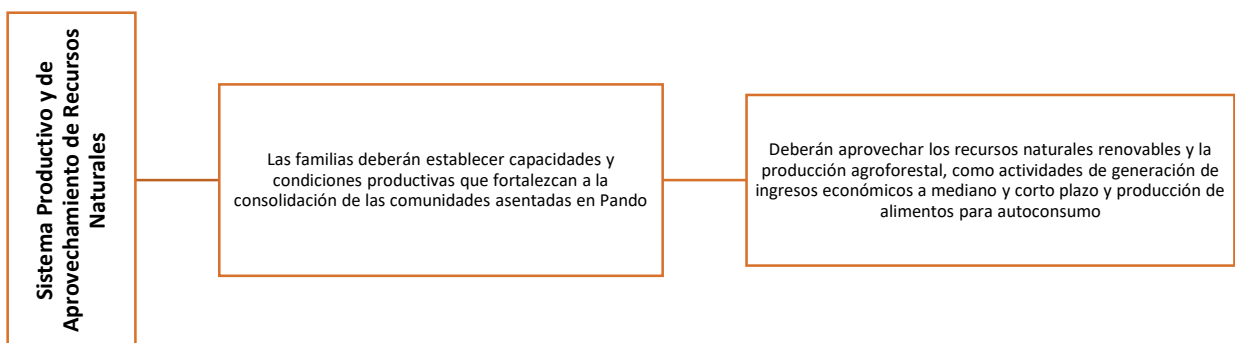 Sistema Productivo y de
Aprovechamiento de Recursos
Naturales
Las familias deberán establecer capacidades y
condiciones productivas que fortalezcan a la
consolidación de las comunidades asentadas en Pando
Deberán aprovechar los recursos naturales renovables y la
producción agroforestal, como actividades de generación de
ingresos económicos a mediano y corto plazo y producción de
alimentos para autoconsumo